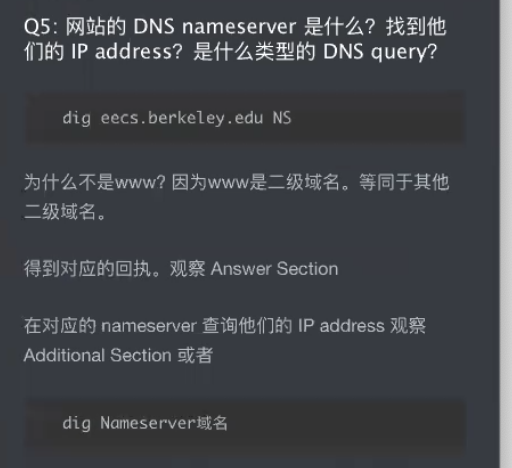 Q5: 网站的 DNS nameserver 是什么？找到他
们的 IP address？是什么类型的 DNS query？
dig eecs.berkeley.edu NS
为什么不是www？因为www是二级域名。等同于其他
二级域名。
得到对应的回执。观察 Answer Section
在对应的 nameserver 查询他们的 IP address 观察
Additional Section 或者
dig Nameserver域名